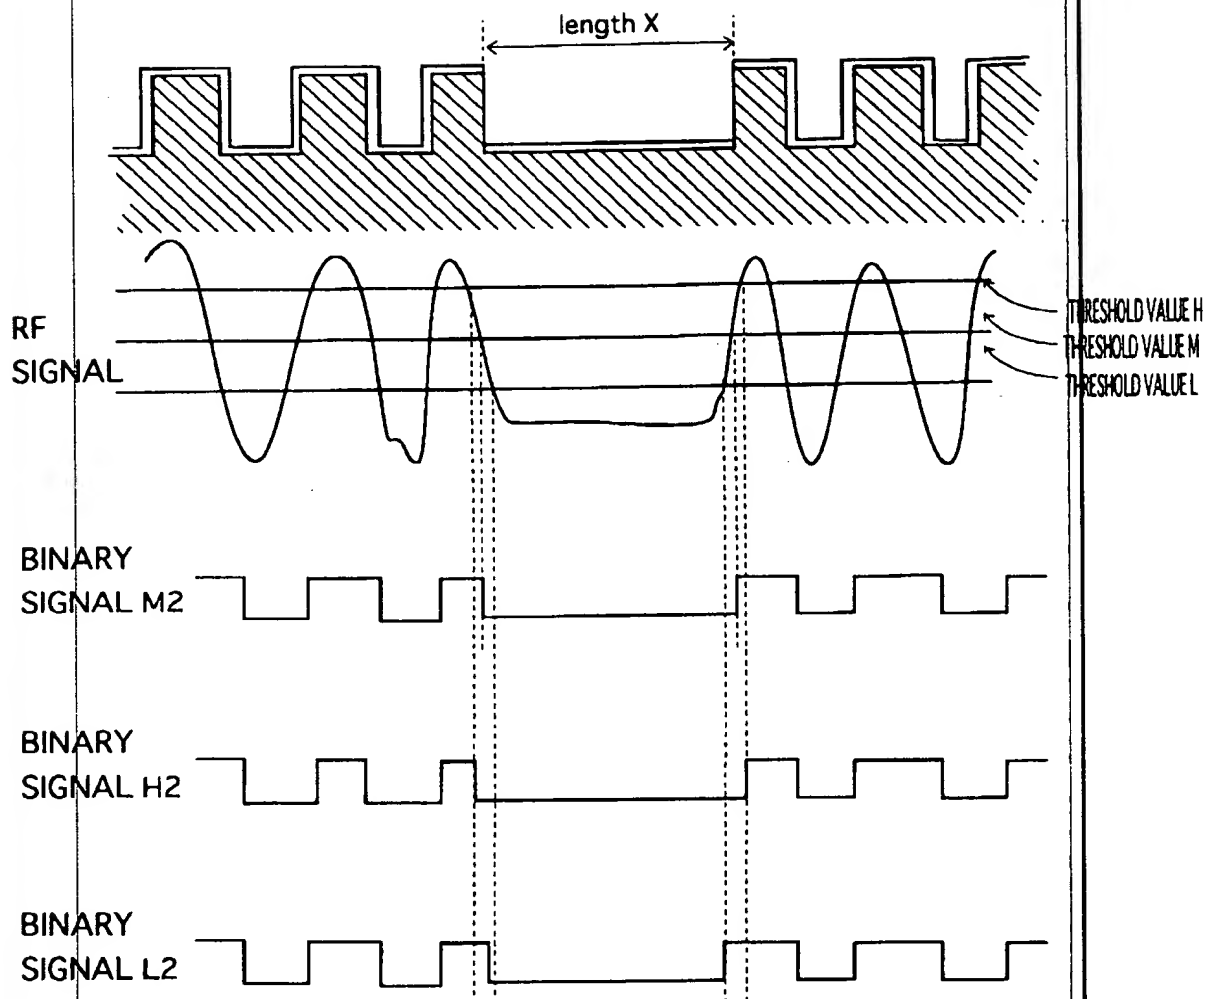 length X
RF
SIGNAL
THRESHOLD VALUE H
THRESHOLD VALUE M
THRESHOLD VALUE L
BINARY
SIGNAL M2
BINARY
SIGNAL H2
BINARY
SIGNAL L2